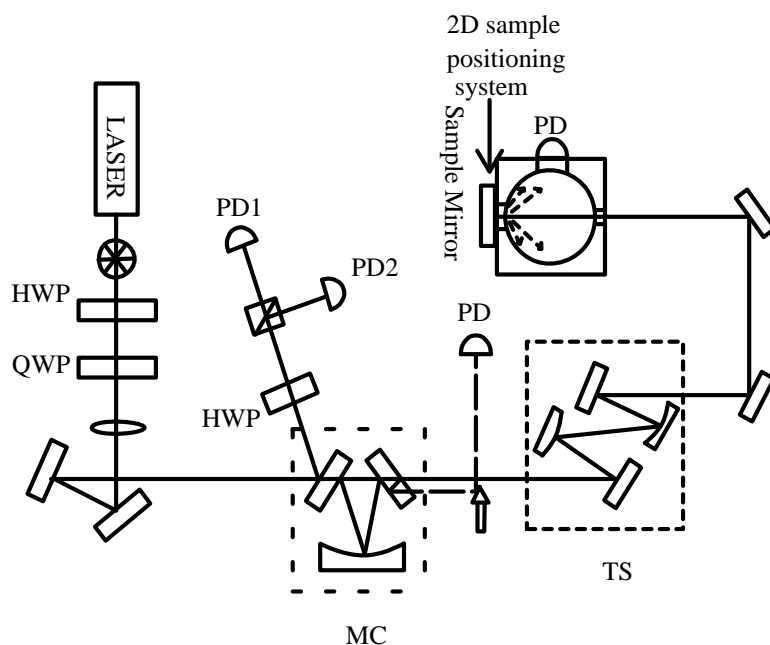 2D sample
positioning
system
LASER
Sample Mirror
PD
PD1
PD2
HWP
PD
QWP
HWP
TS
MC